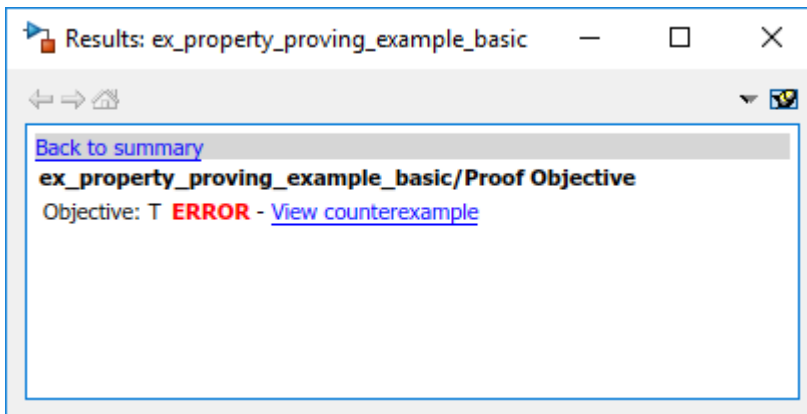 Results: ex_property_proving_example_basic
Back to summary
ex_property_proving_example_basic/Proof Objective
Objective: T ERROR - View counterexample